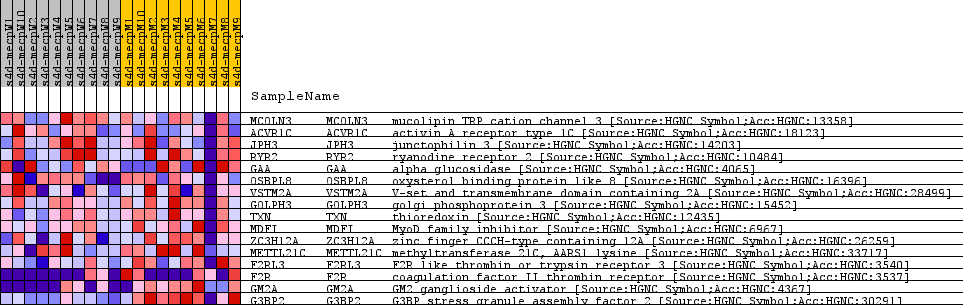 s4d-mecpW1
s4d-mecpW10
s4d-mecpW2
s4d-mecpW3
s4d-mecpW4
s4d-mecpW5
s4d-mecpW6
s4d-mecpW7
s4d-mecpW8
s4d-mecpW9
s4d-mecpM1
s4d-mecpM10
s4d-mecpM2
s4d-mecpM3
s4d-mecpM4
s4d-mecpM5
s4d-mecpM6
s4d-mecpM7
s4d-mecpM8
s4d-mecpM9
SampleName
MCOLN3 MCOLN3 mucolipin TRP cation channel 3 [Source:HGNC Symbol;Acc:HGNC:13358]
ACVR1C ACVR1C activin A receptor type 1C [Source:HGNC Symbol;Acc:HGNC:18123]
JPH3 JPH3 junctophilin 3 [Source:HGNC Symbol;Acc:HGNC:14203]
RYR2 RYR2 ryanodine receptor 2 [Source:HGNC Symbol;Acc:HGNC:10484]
GAA GAA alpha glucosidase [Source:HGNC Symbol;Acc:HGNC:4065]
OSBPL8 OSBPL8 oxysterol binding protein like 8 [Source:HGNC Symbol;Acc:HGNC:16396]
VSTM2A VSTM2A V-set and transmembrane domain containing 2A [Source:HGNC Symbol;Acc:HGNC:28499]
GOLPH3 GOLPH3 golgi phosphoprotein 3 [Source:HGNC Symbol;Acc:HGNC:15452]
TXN TXN thioredoxin [Source:HGNC Symbol;Acc:HGNC:12435]
MDFI MDFI MyoD family inhibitor [Source:HGNC Symbol;Acc:HGNC:6967]
ZC3H12A ZC3H12A zinc finger CCCH-type containing 12A [Source:HGNC Symbol;Acc:HGNC:26259]
METTL21C METTL21C methyltransferase 21C, AARS1 lysine [Source:HGNC Symbol;Acc:HGNC:33717]
F2RL3 F2RL3 F2R like thrombin or trypsin receptor 3 [Source:HGNC Symbol;Acc:HGNC:3540]
F2R F2R coagulation factor II thrombin receptor [Source:HGNC Symbol;Acc:HGNC:3537]
GM2A GM2A GM2 ganglioside activator [Source:HGNC Symbol;Acc:HGNC:4367]
G3BP2 G3BP2 G3BP stress granule assembly factor 2 [Source:HGNC Symbol;Acc:HGNC:30291]